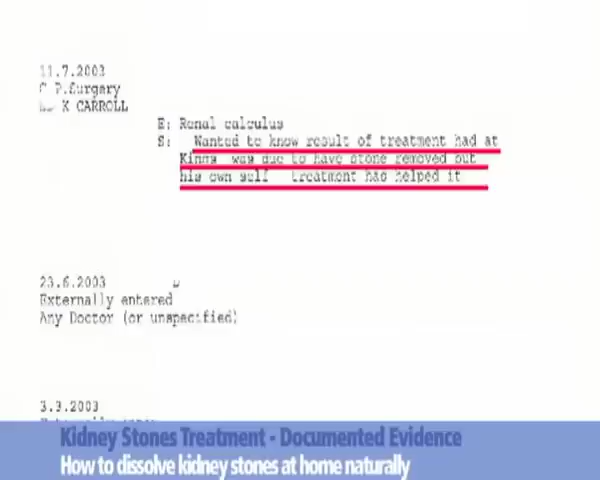 11.7.2003
G P.Surgery
K CARROLL
E: Renal calculus
S: Wanted to know result of treatment had at
Kings was due to have stone removed but
his own self treatment has helped it
23.6.2003
Externally entered
Any Doctor (or unspecified)
3.3.2003
Kidney Stones Treatment - Documented Evidence
How to dissolve kidney stones at home naturally